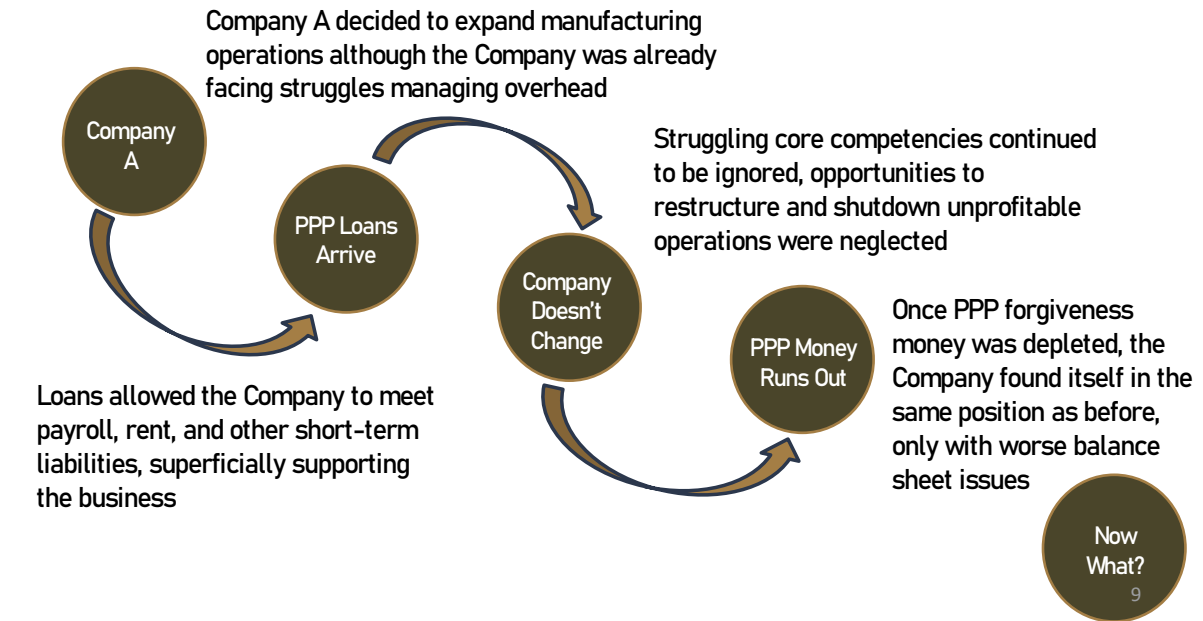 Company A decided to expand manufacturing
operations although the Company was already
facing struggles managing overhead
Company
A
PPP Loans
Arrive
Loans allowed the Company to meet
payroll, rent, and other short-term
liabilities, superficially supporting
the business
Struggling core competencies continued
to be ignored, opportunities to
restructure and shutdown unprofitable
operations were neglected
Company
Doesn't
Change
PPP Money
Runs Out
Once PPP forgiveness
money was depleted, the
Company found itself in the
same position as before,
only with worse balance
sheet issues
Now
What?
9